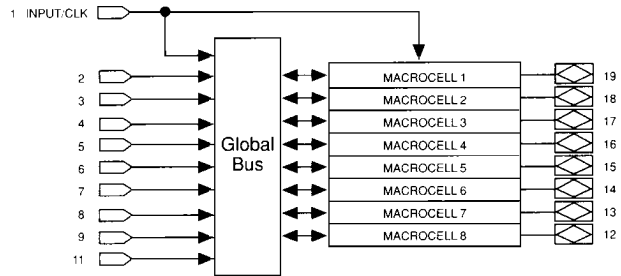 1 INPUT/CLK
2
3
4
5
6
7
8
9
11
Global
Bus
MACROCELL 1
MACROCELL 2
MACROCELL 3
MACROCELL 4
MACROCELL 5
MACROCELL 6
MACROCELL 7
MACROCELL 8
19
18
17
16
15
14
13
12